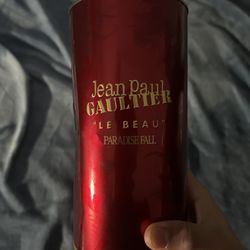 Jean Paul
GAULTIER
"LE BEAU"
PARADISE FALL